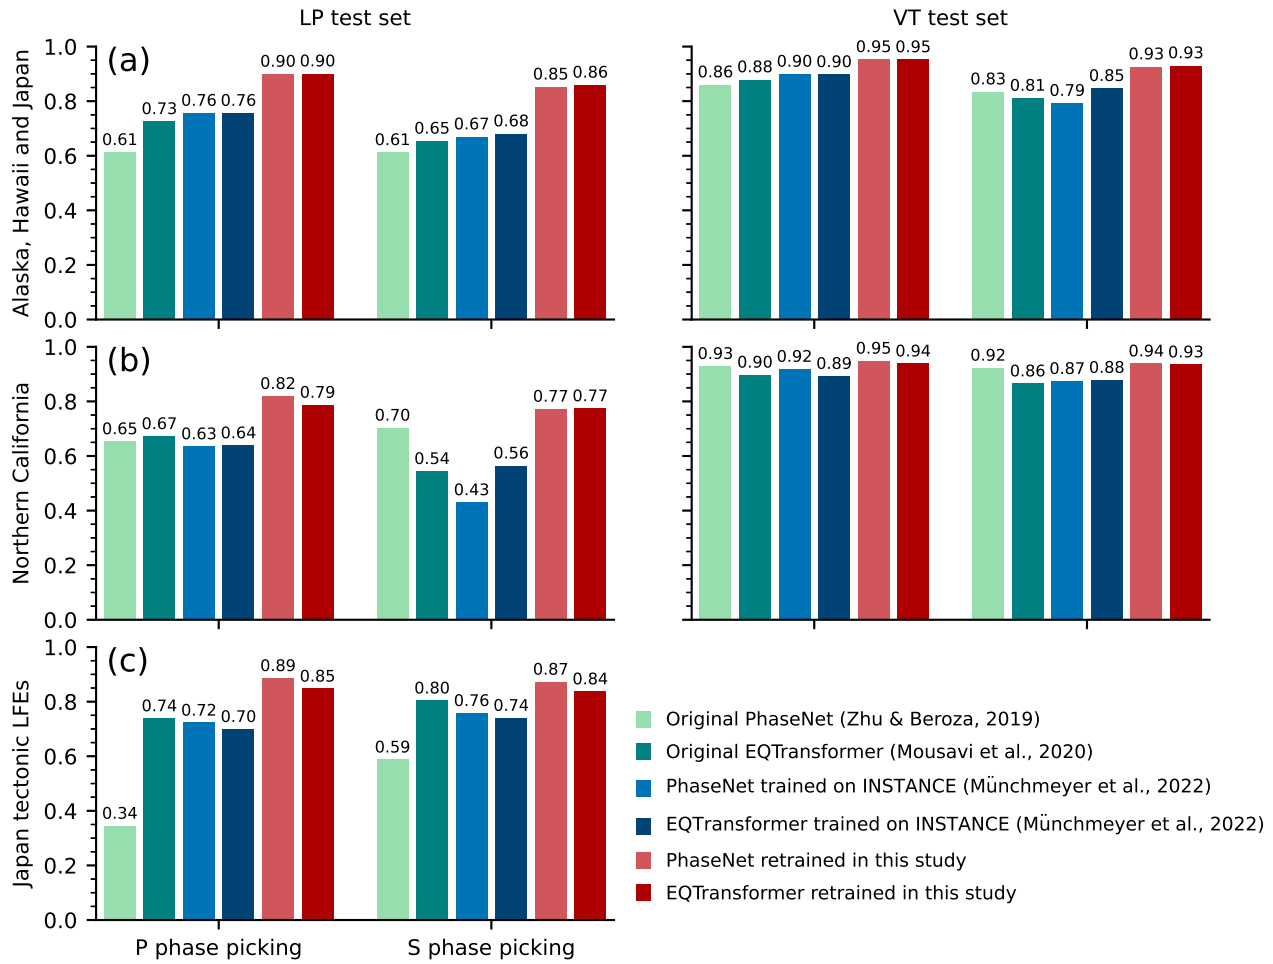 LP test set
VT test set
(a)
Alaska, Hawaii and Japan
1.0
0.8
0.6
0.4
0.2
0.0
0.61 0.73 0.76 0.76 0.90 0.90
0.61 0.65 0.67 0.68 0.85 0.86
0.86 0.88 0.90 0.90 0.95 0.95
0.83 0.81 0.79 0.85 0.93 0.93
(b)
Northern California
1.0
0.8
0.6
0.4
0.2
0.0
0.65 0.67 0.63 0.64 0.82 0.79
0.70 0.54 0.43 0.56 0.77 0.77
0.93 0.90 0.92 0.89 0.95 0.94
0.92 0.86 0.87 0.88 0.94 0.93
(c)
Japan tectonic LFEs
1.0
0.8
0.6
0.4
0.2
0.0
0.34 0.74 0.72 0.70 0.89 0.85
0.59 0.80 0.76 0.74 0.87 0.84
P phase picking
S phase picking
Original PhaseNet (Zhu & Beroza, 2019)
Original EQTransformer (Mousavi et al., 2020)
PhaseNet trained on INSTANCE (Münchmeyer et al., 2022)
EQTransformer trained on INSTANCE (Münchmeyer et al., 2022)
PhaseNet retrained in this study
EQTransformer retrained in this study